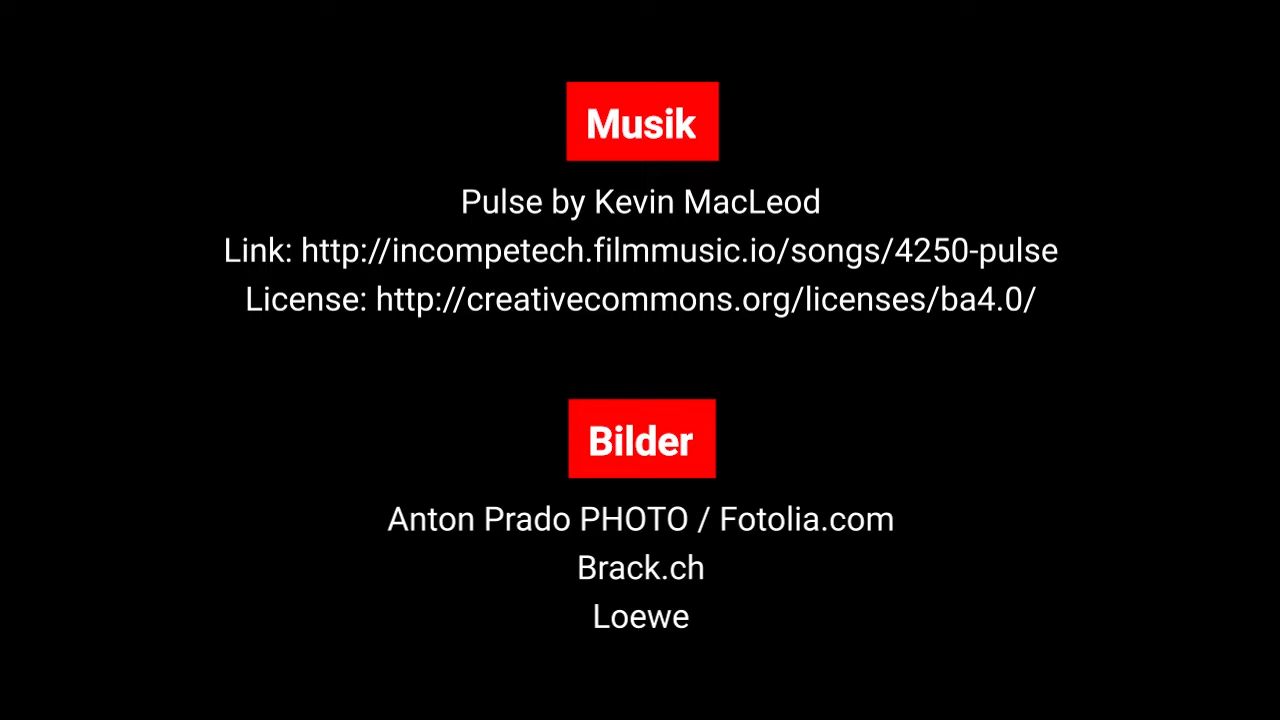 Musik
Pulse by Kevin MacLeod
Link: http://incompetech.filmmusic.io/songs/4250-pulse
License: http://creativecommons.org/licenses/ba4.0/
Bilder
Anton Prado PHOTO / Fotolia.com
Brack.ch
Loewe